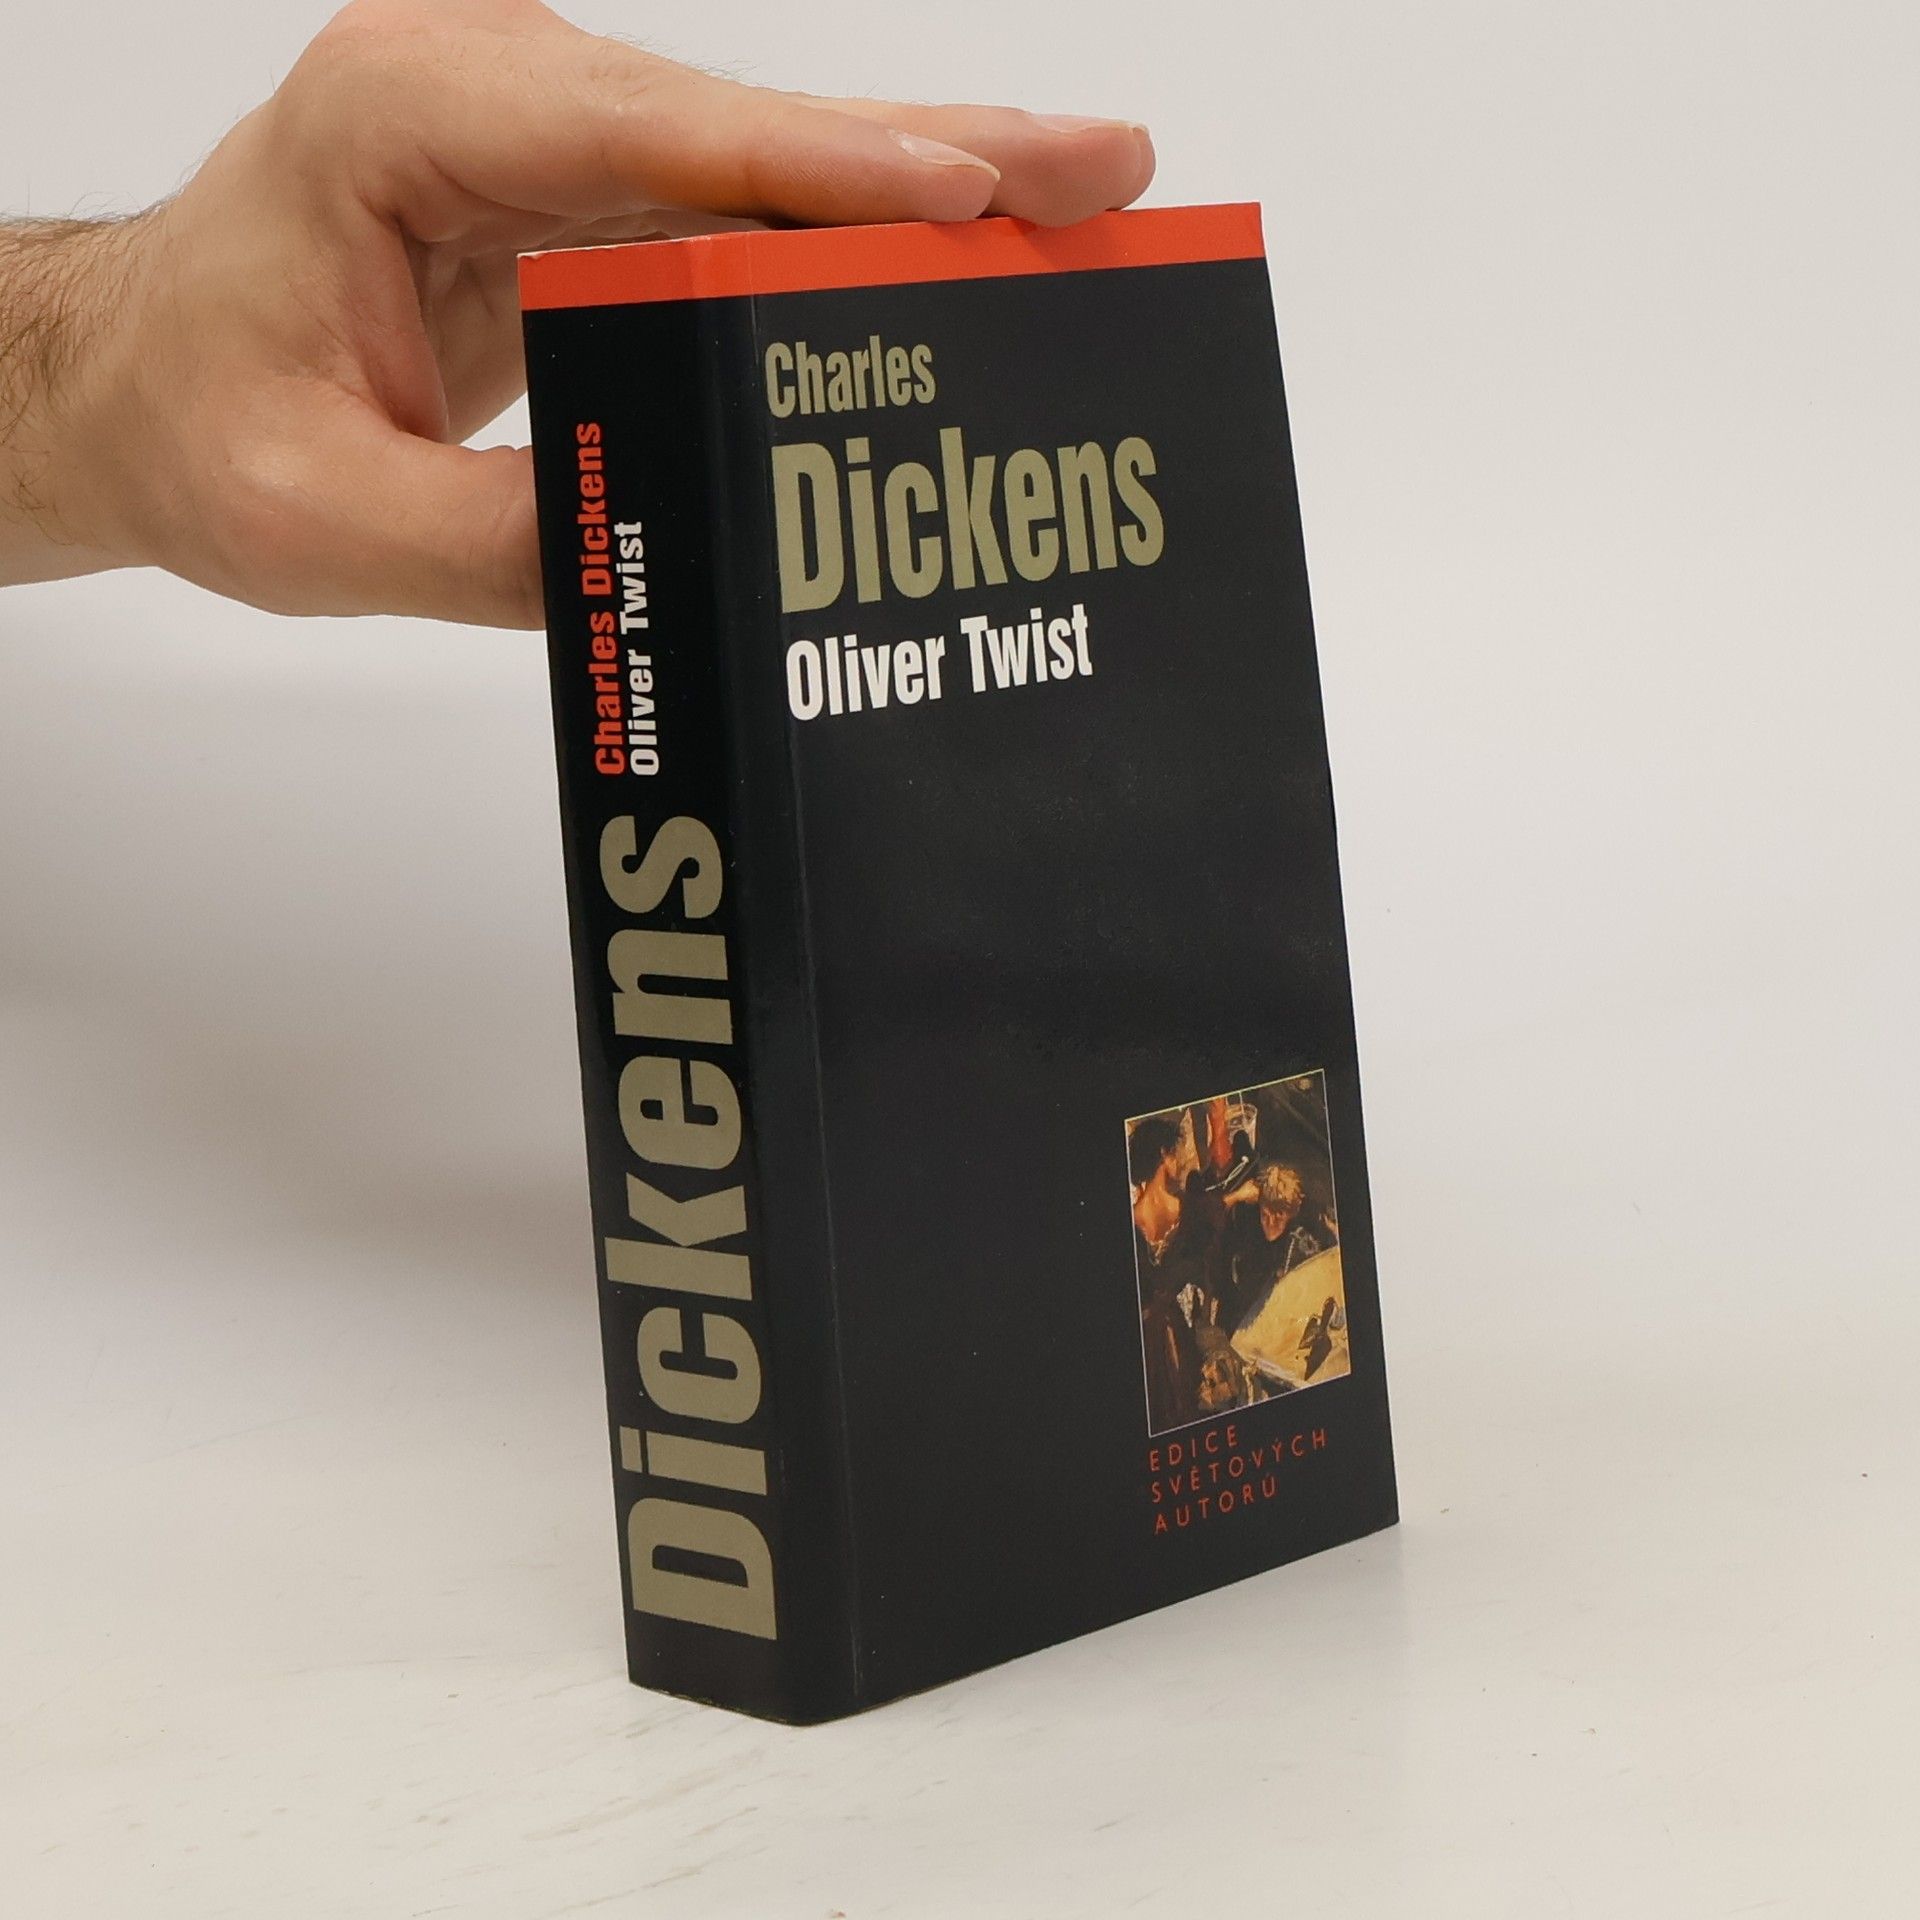 Charles Dickens
Oliver Twist
Dickens
Charles
Dickens
Oliver Twist
EDICE
SVĚTOVÝCH
AUTORŮ